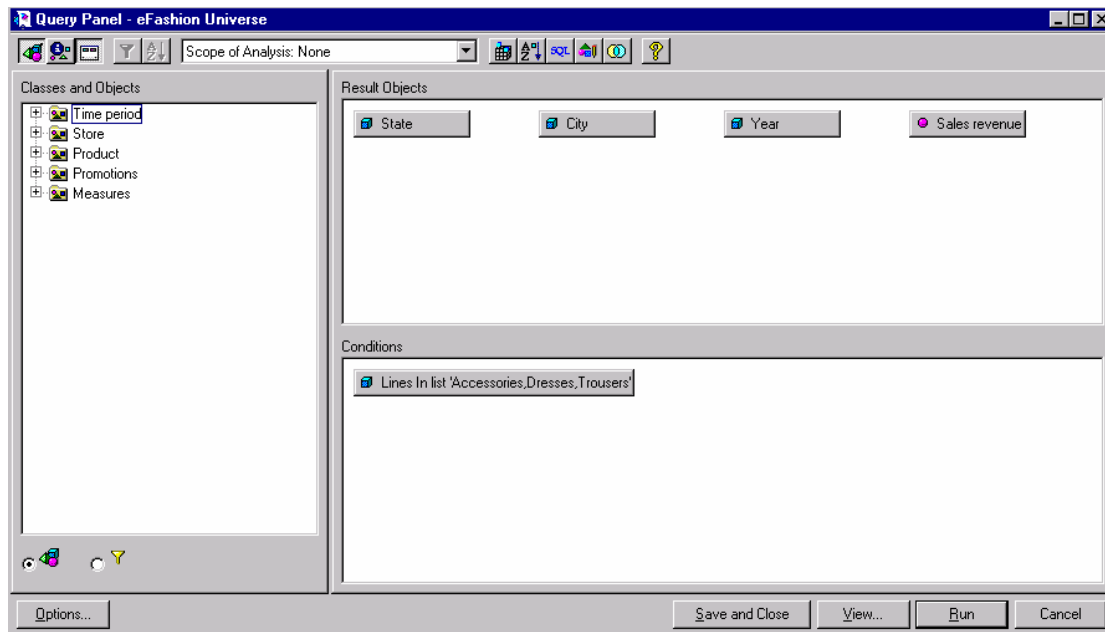 Query Panel - eFashion Universe
Scope of Analysis: None
SQL
Classes and Objects
Time period
Store
Product
Promotions
Measures
Result Objects
State City Year Sales revenue
Conditions
Lines In list 'Accessories,Dresses,Trousers'
Options... Save and Close View... Run Cancel